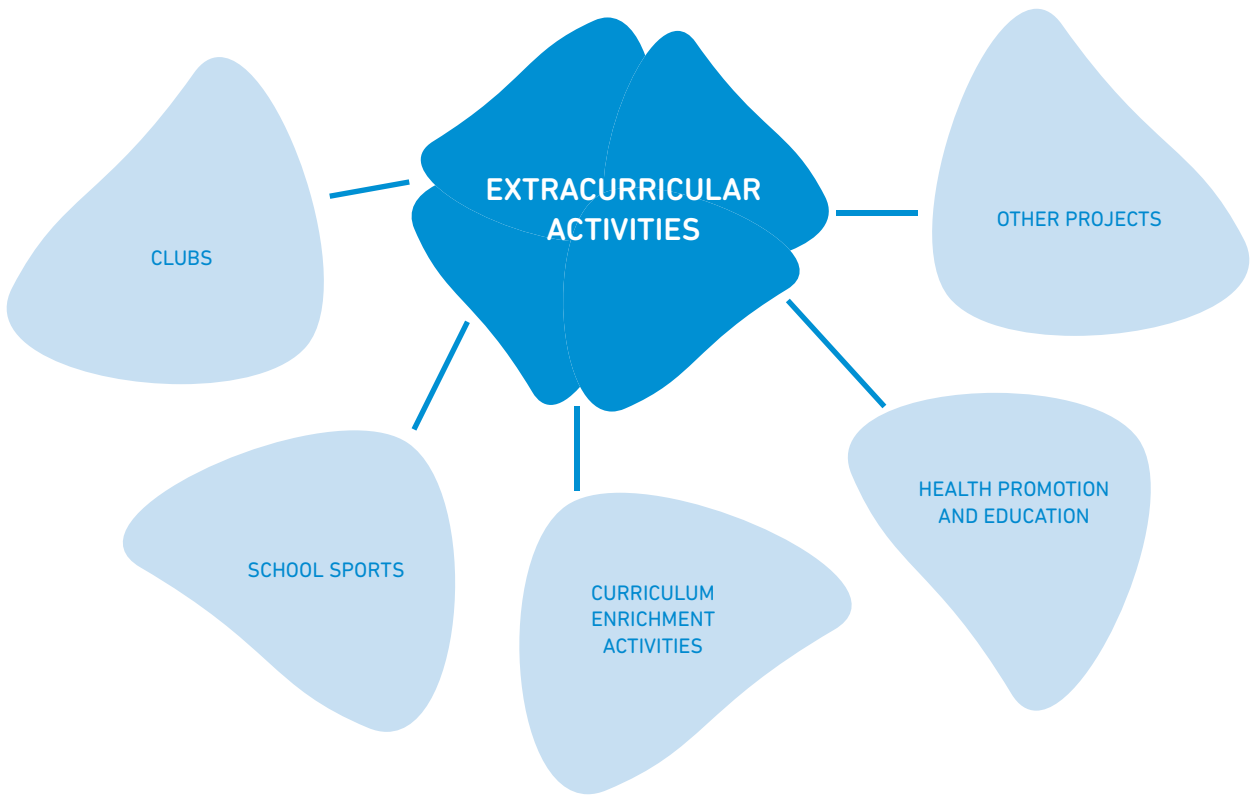 EXTRACURRICULAR
ACTIVITIES
CLUBS
SCHOOL SPORTS
CURRICULUM
ENRICHMENT
ACTIVITIES
HEALTH PROMOTION
AND EDUCATION
OTHER PROJECTS